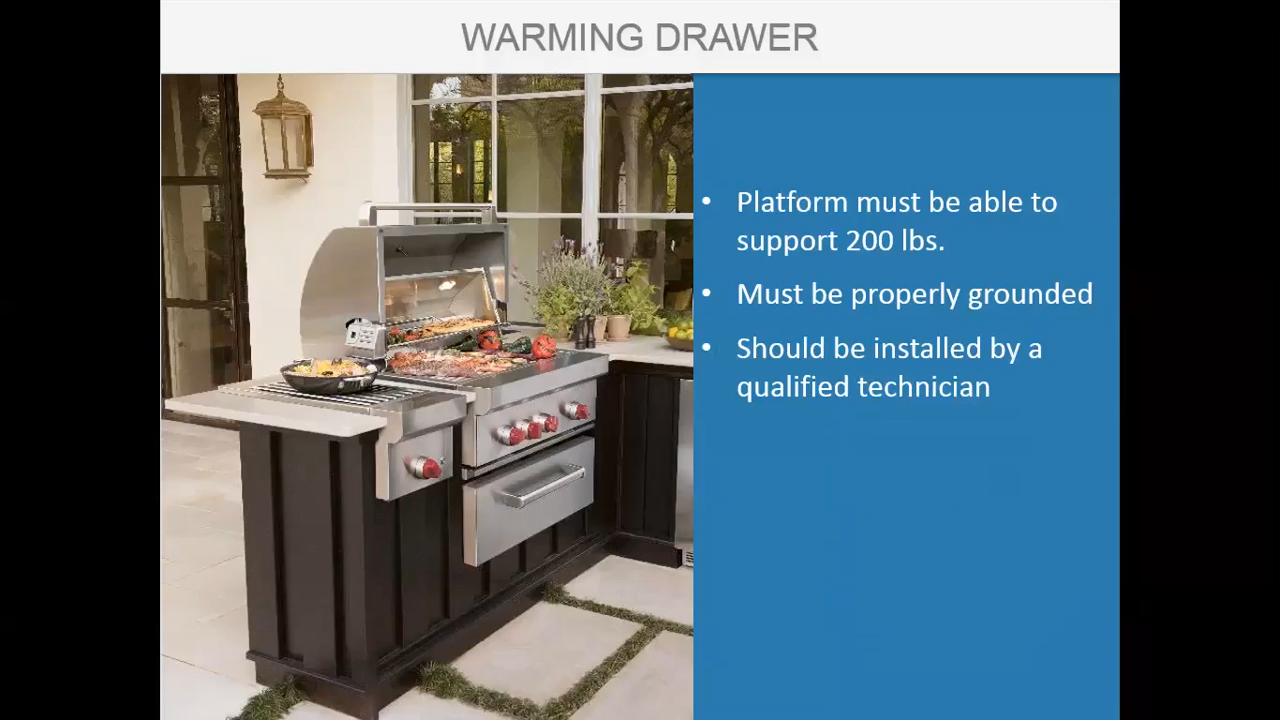 WARMING DRAWER
• Platform must be able to
support 200 lbs.
• Must be properly grounded
• Should be installed by a
qualified technician